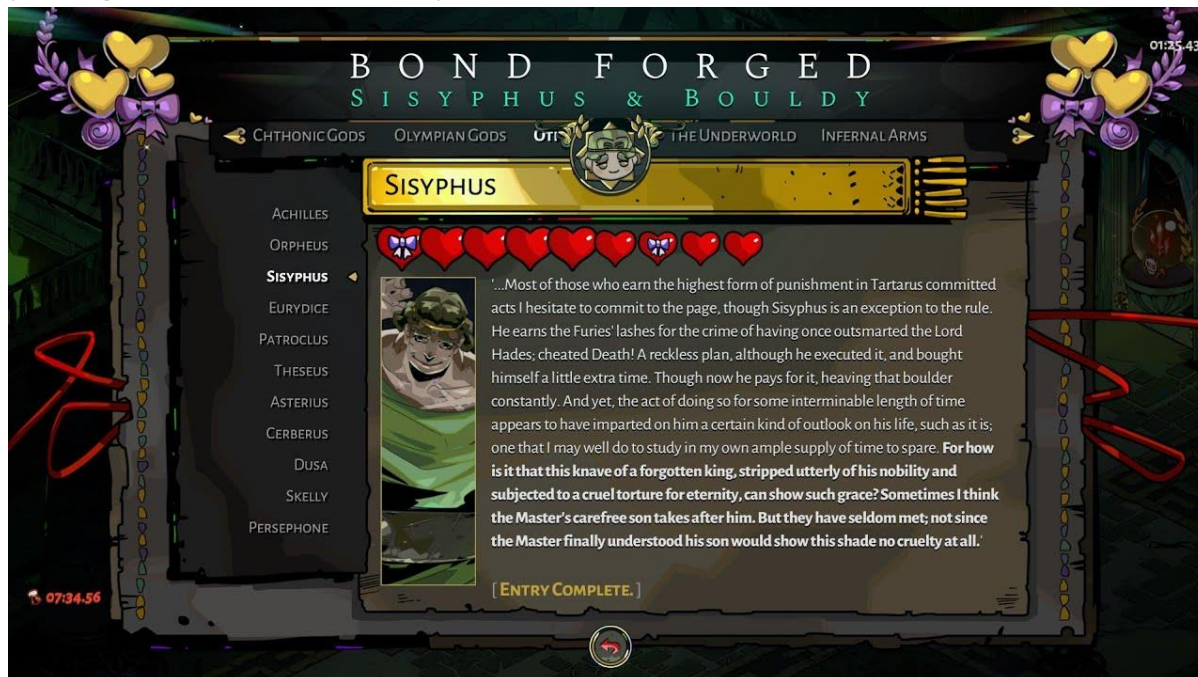 BOND FORGED
SISYPHUS & BOULDY
01:25.43
CHTHONIC GODS OLYMPIAN GODS THE UNDERWORLD INFERNAL ARMS
SISYPHUS
ACHILLES
ORPHEUS
SISYPHUS
EURYDICE
PATROCLUS
THESEUS
ASTERIUS
CERBERUS
DUSA
SKELLY
PERSEPHONE
'...Most of those who earn the highest form of punishment in Tartarus committed
acts I hesitate to commit to the page, though Sisyphus is an exception to the rule.
He earns the Furies' lashes for the crime of having once outsmarted the Lord
Hades; cheated Death! A reckless plan, although he executed it, and bought
himself a little extra time. Though now he pays for it, heaving that boulder
constantly. And yet, the act of doing so for some interminable length of time
appears to have imparted on him a certain kind of outlook on his life, such as it is;
one that I may well do to study in my own ample supply of time to spare. For how
is it that this knave of a forgotten king, stripped utterly of his nobility and
subjected to a cruel torture for eternity, can show such grace? Sometimes I think
the Master's carefree son takes after him. But they have seldom met; not since
the Master finally understood his son would show this shade no cruelty at all.'
[ENTRY COMPLETE.]
07:34.56